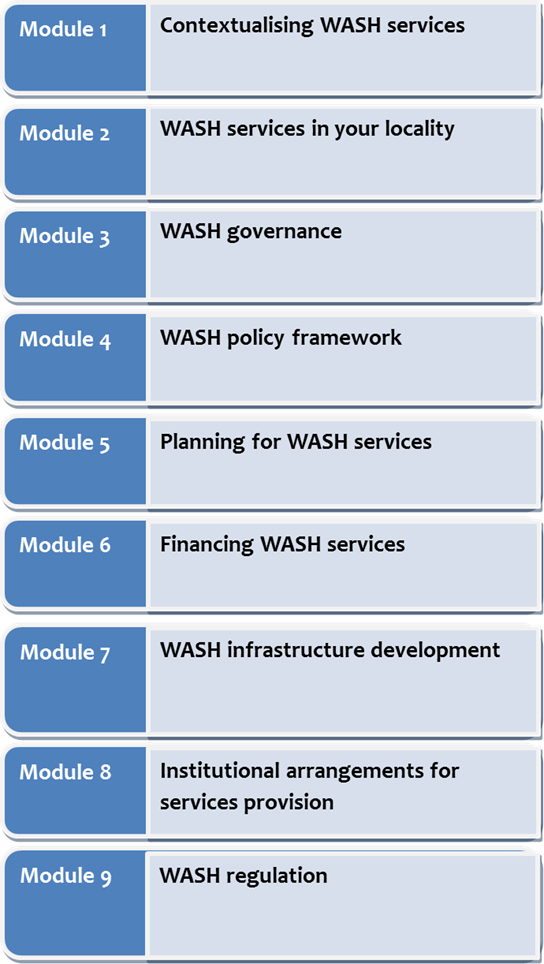 Module 1
Contextualising WASH services
Module 2
WASH services in your locality
Module 3
WASH governance
Module 4
WASH policy framework
Module 5
Planning for WASH services
Module 6
Financing WASH services
Module 7
WASH infrastructure development
Module 8
Institutional arrangements for
services provision
Module 9
WASH regulation